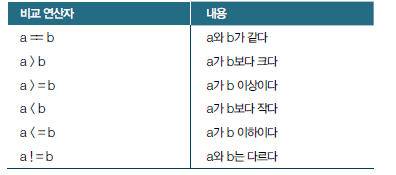 비교 연산자 내용
a == b a와 b가 같다
a > b a가 b보다 크다
a >= b a가 b 이상이다
a < b a가 b보다 작다
a <= b a가 b 이하이다
a != b a와 b는 다르다